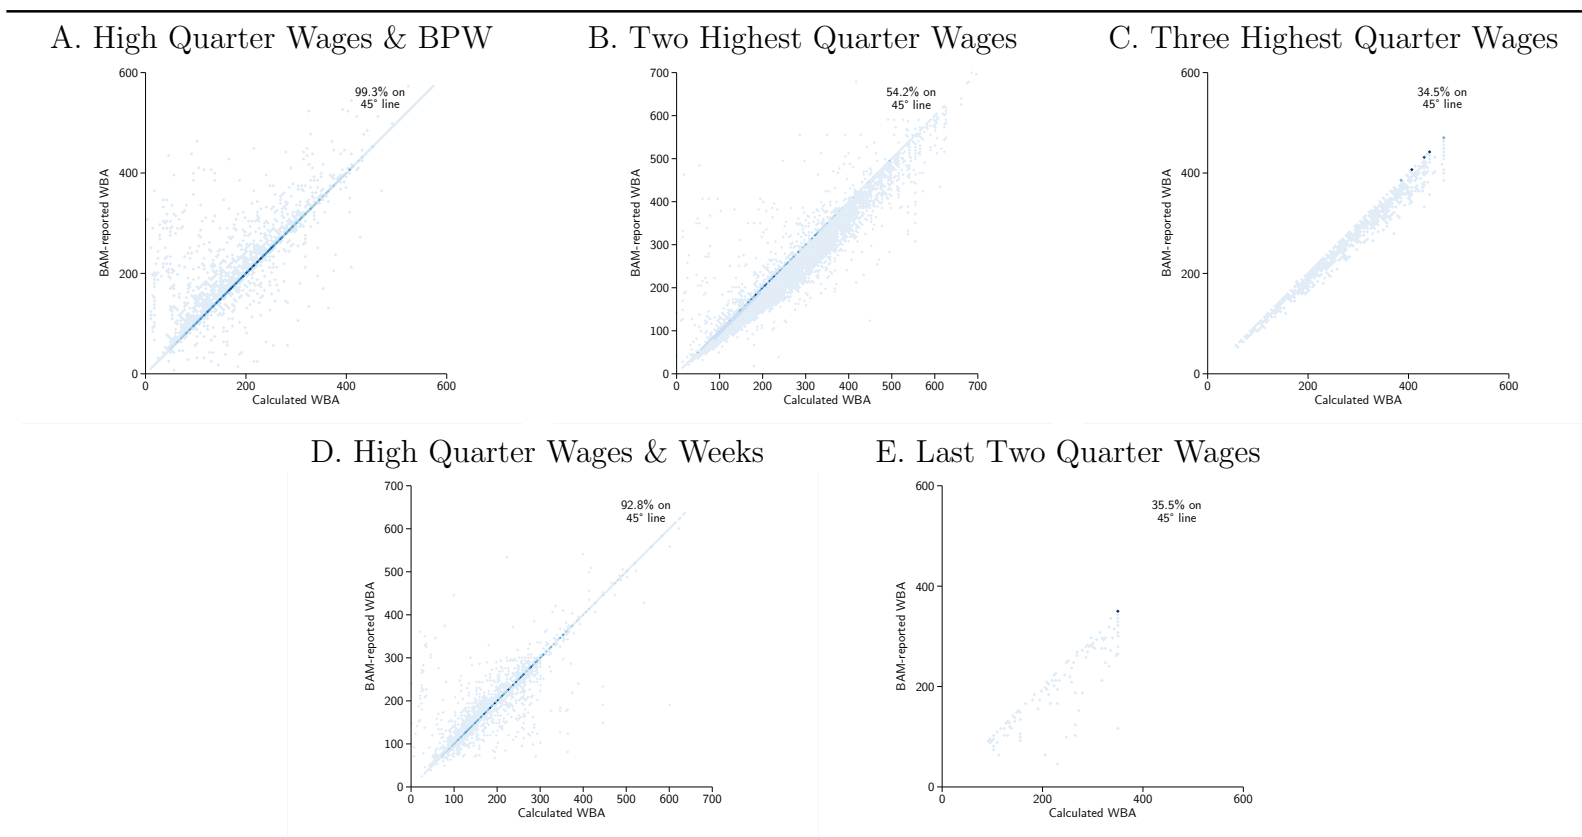 A. High Quarter Wages & BPW
B. Two Highest Quarter Wages
C. Three Highest Quarter Wages
600
400
200
0
0
200
400
600
BAM-reported WBA
Calculated WBA
99.3% on
45° line
700
600
500
400
300
200
100
0
0
100
200
300
400
500
600
700
BAM-reported WBA
Calculated WBA
54.2% on
45° line
600
400
200
0
0
200
400
600
BAM-reported WBA
Calculated WBA
34.5% on
45° line
D. High Quarter Wages & Weeks
E. Last Two Quarter Wages
700
600
500
400
300
200
100
0
0
100
200
300
400
500
600
700
BAM-reported WBA
Calculated WBA
92.8% on
45° line
600
400
200
0
0
200
400
600
BAM-reported WBA
Calculated WBA
35.5% on
45° line